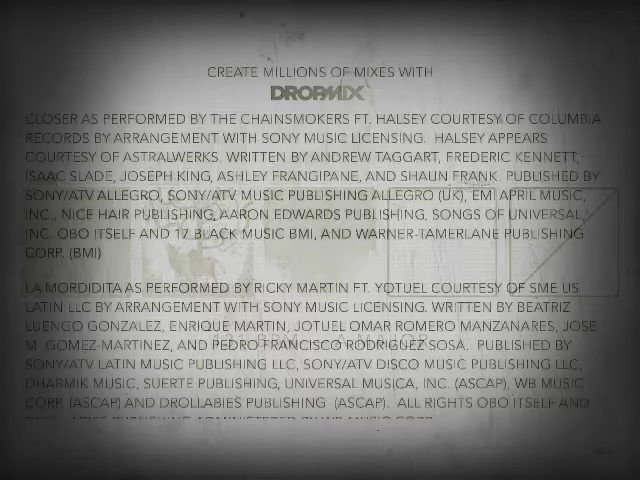 CREATE MILLIONS OF MIXES WITH
DROPMIX
CLOSER AS PERFORMED BY THE CHAINSMOKERS FT. HALSEY COURTESY OF COLUMBIA
RECORDS BY ARRANGEMENT WITH SONY MUSIC LICENSING. HALSEY APPEARS
COURTESY OF ASTRALWERKS. WRITTEN BY ANDREW TAGGART, FREDERIC KENNETT,
ISAAC SLADE, JOSEPH KING, ASHLEY FRANGIPANE, AND SHAUN FRANK. PUBLISHED BY
SONY/ATV ALLEGRO, SONY/ATV MUSIC PUBLISHING ALLEGRO (UK), EMI APRIL MUSIC,
INC., NICE HAIR PUBLISHING, AARON EDWARDS PUBLISHING, SONGS OF UNIVERSAL,
INC. OBO ITSELF AND 17 BLACK MUSIC BMI, AND WARNER-TAMERLANE PUBLISHING
CORP. (BMI)
LA MORDIDITA AS PERFORMED BY RICKY MARTIN FT. YOTUEL COURTESY OF SME US
LATIN LLC BY ARRANGEMENT WITH SONY MUSIC LICENSING. WRITTEN BY BEATRIZ
LUENGO GONZALEZ, ENRIQUE MARTIN, JOTUEL OMAR ROMERO MANZANARES, JOSE
M. GOMEZ-MARTINEZ, AND PEDRO FRANCISCO RODRIGUEZ SOSA. PUBLISHED BY
SONY/ATV LATIN MUSIC PUBLISHING LLC, SONY/ATV DISCO MUSIC PUBLISHING LLC,
DHARMIK MUSIC, SUERTE PUBLISHING, UNIVERSAL MUSICA, INC. (ASCAP), WB MUSIC
CORP. (ASCAP) AND DROLLABIES PUBLISHING (ASCAP). ALL RIGHTS OBO ITSELF AND